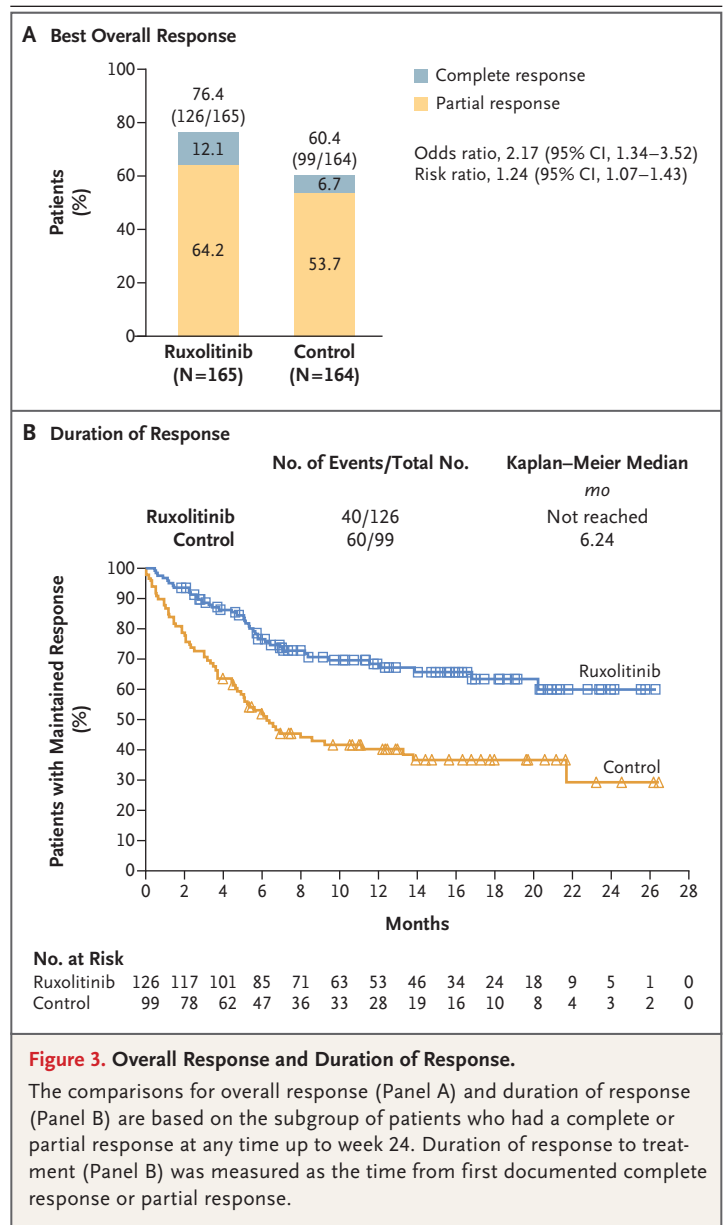 A Best Overall Response
100
80
60
40
20
0
Patients
(%)
76.4
(126/165)
12.1
64.2
60.4
(99/164)
6.7
53.7
Ruxolitinib
(N=165)
Control
(N=164)
Complete response
Partial response
Odds ratio, 2.17 (95% CI, 1.34–3.52)
Risk ratio, 1.24 (95% CI, 1.07–1.43)
B Duration of Response
No. of Events/Total No. Kaplan–Meier Median
mo
Ruxolitinib 40/126 Not reached
Control 60/99 6.24
Patients with Maintained Response
(%)
100
90
80
70
60
50
40
30
20
10
0
Ruxolitinib
Control
0 2 4 6 8 10 12 14 16 18 20 22 24 26 28
Months
No. at Risk
Ruxolitinib 126 117 101 85 71 63 53 46 34 24 18 9 5 1 0
Control 99 78 62 47 36 33 28 19 16 10 8 4 3 2 0
Figure 3. Overall Response and Duration of Response.
The comparisons for overall response (Panel A) and duration of response
(Panel B) are based on the subgroup of patients who had a complete or
partial response at any time up to week 24. Duration of response to treat-
ment (Panel B) was measured as the time from first documented complete
response or partial response.